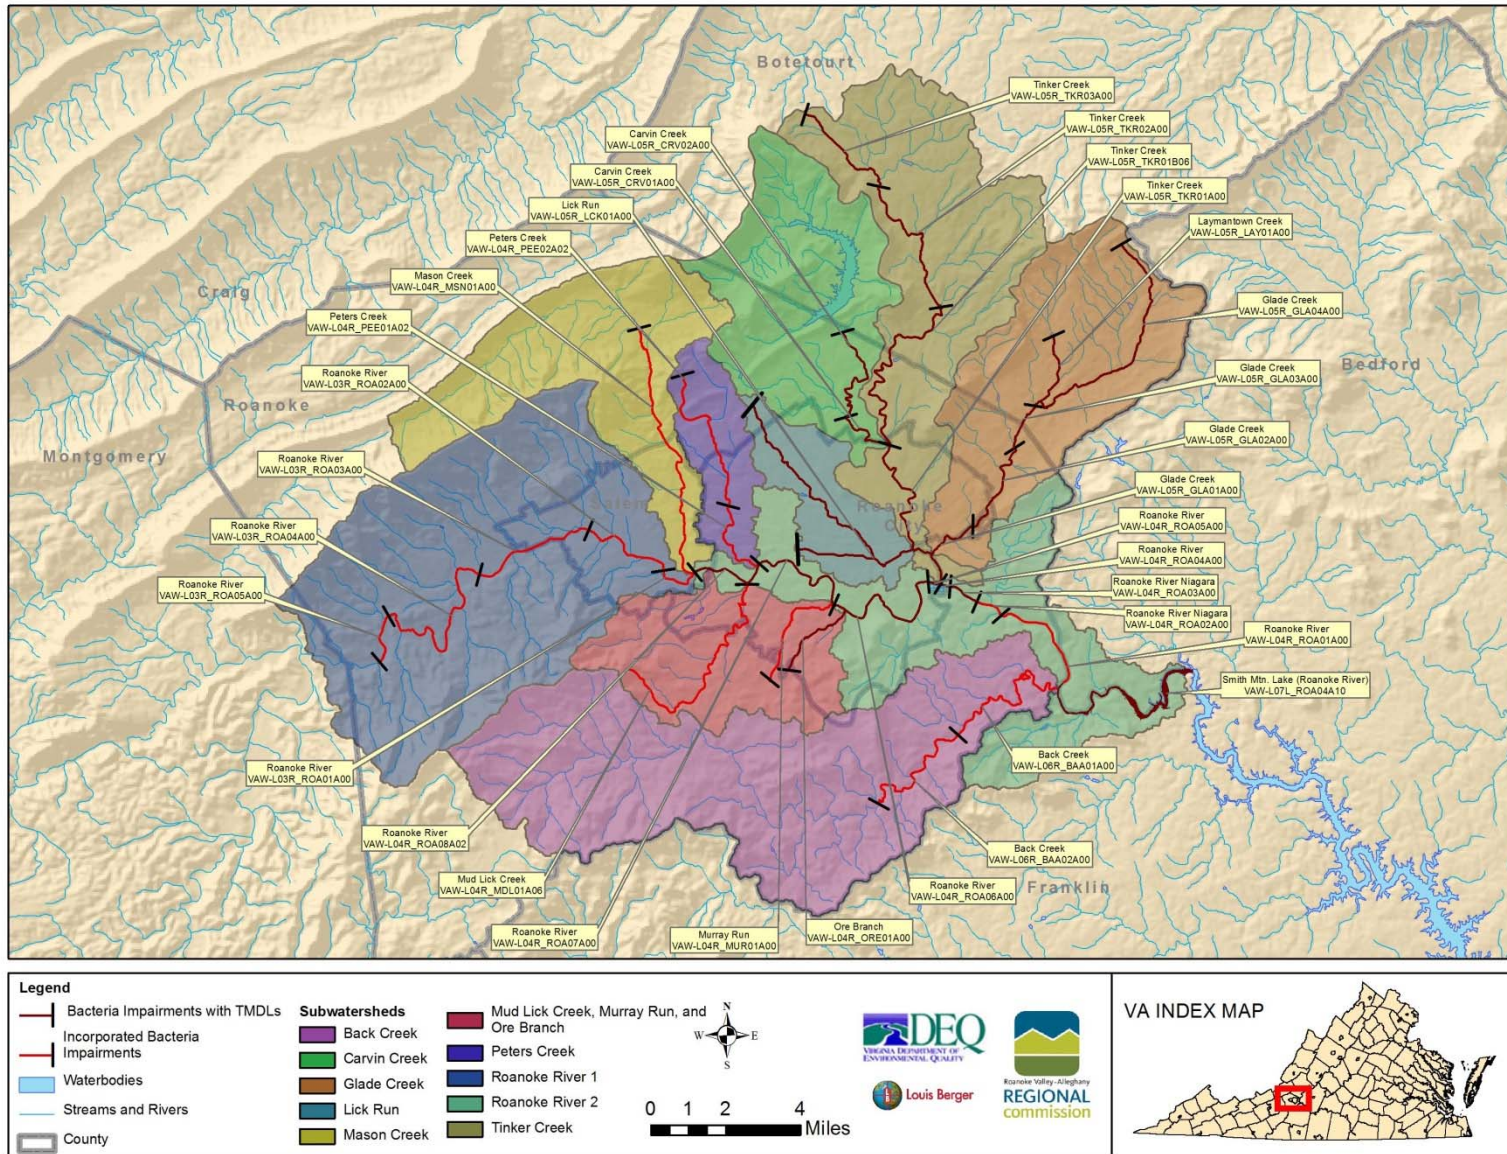 Botetourt
Tinker Creek
VAW-L05R_TKR03A00
Tinker Creek
VAW-L05R_TKR02A00
Carvin Creek
VAW-L05R_CRV02A00
Tinker Creek
VAW-L05R_TKR01B06
Carvin Creek
VAW-L05R_CRV01A00
Tinker Creek
VAW-L05R_TKR01A00
Lick Run
VAW-L05R_LCK01A00
Laymantown Creek
VAW-L05R_LAY01A00
Peters Creek
VAW-L04R_PEE02A02
Mason Creek
VAW-L04R_MSN01A00
Craig
Glade Creek
VAW-L05R_GLA04A00
Peters Creek
VAW-L04R_PEE01A02
Bedford
Roanoke River
VAW-L03R_ROA02A00
Glade Creek
VAW-L05R_GLA03A00
Roanoke
Glade Creek
VAW-L05R_GLA02A00
Montgomery
Roanoke River
VAW-L03R_ROA03A00
Glade Creek
VAW-L05R_GLA01A00
Salem
Roanoke
City
Roanoke River
VAW-L04R_ROA05A00
Roanoke River
VAW-L03R_ROA04A00
Roanoke River
VAW-L04R_ROA04A00
Roanoke River
VAW-L03R_ROA05A00
Roanoke River Niagara
VAW-L04R_ROA03A00
Roanoke River Niagara
VAW-L04R_ROA02A00
Roanoke River
VAW-L04R_ROA01A00
Smith Mtn. Lake (Roanoke River)
VAW-L07L_ROA04A10
Roanoke River
VAW-L03R_ROA01A00
Back Creek
VAW-L06R_BAA01A00
Roanoke River
VAW-L04R_ROA08A02
Back Creek
VAW-L06R_BAA02A00
Mud Lick Creek
VAW-L04R_MDL01A06
Roanoke River
VAW-L04R_ROA06A00
Franklin
Roanoke River
VAW-L04R_ROA07A00
Murray Run
VAW-L04R_MUR01A00
Ore Branch
VAW-L04R_ORE01A00
Legend
Bacteria Impairments with TMDLs
Incorporated Bacteria
Impairments
Waterbodies
Streams and Rivers
County
Subwatersheds
Back Creek
Carvin Creek
Glade Creek
Lick Run
Mason Creek
Mud Lick Creek, Murray Run, and
Ore Branch
Peters Creek
Roanoke River 1
Roanoke River 2
Tinker Creek
N
W E
S
0 1 2 4
Miles
DEQ
VIRGINIA DEPARTMENT OF
ENVIRONMENTAL QUALITY
Louis Berger
Roanoke Valley-Alleghany
REGIONAL
commission
VA INDEX MAP